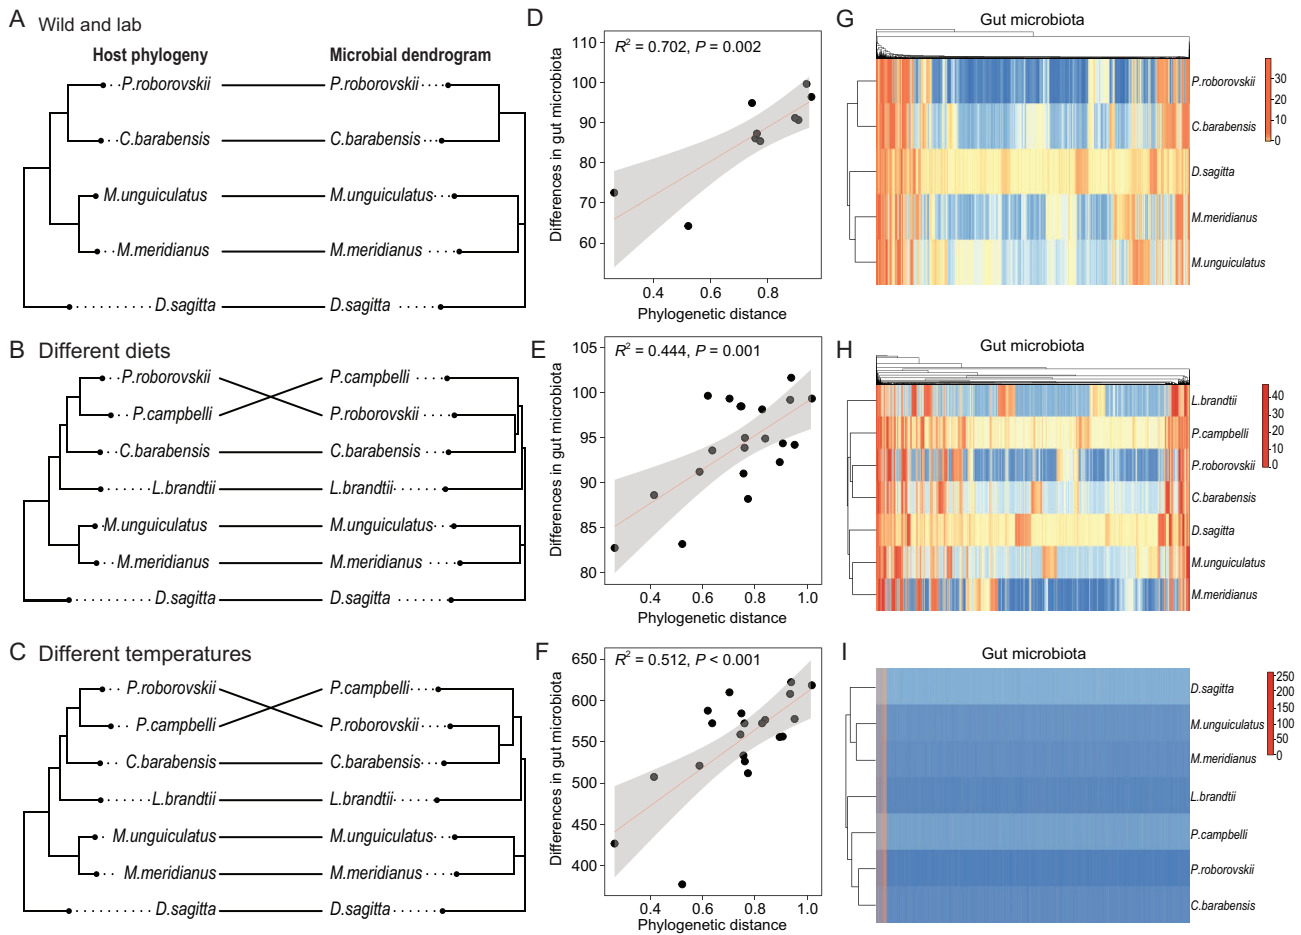 A Wild and lab
Host phylogeny Microbial dendrogram
P.roborovskii P.roborovskii
C.barabensis C.barabensis
M.unguiculatus M.unguiculatus
M.meridianus M.meridianus
D.sagitta D.sagitta
B Different diets
P.roborovskii P.campbelli
P.campbelli P.roborovskii
C.barabensis C.barabensis
L.brandtii L.brandtii
M.unguiculatus M.unguiculatus
M.meridianus M.meridianus
D.sagitta D.sagitta
C Different temperatures
P.roborovskii P.campbelli
P.campbelli P.roborovskii
C.barabensis C.barabensis
L.brandtii L.brandtii
M.unguiculatus M.unguiculatus
M.meridianus M.meridianus
D.sagitta D.sagitta
D
R² = 0.702, P = 0.002
Differences in gut microbiota
110
100
90
80
70
60
0.4 0.6 0.8
Phylogenetic distance
E
R² = 0.444, P = 0.001
Differences in gut microbiota
105
100
95
90
85
80
0.4 0.6 0.8 1.0
Phylogenetic distance
F
R² = 0.512, P < 0.001
Differences in gut microbiota
650
600
550
500
450
400
0.4 0.6 0.8 1.0
Phylogenetic distance
G
Gut microbiota
P.roborovskii
C.barabensis
D.sagitta
M.meridianus
M.unguiculatus
30
20
10
0
H
Gut microbiota
L.brandtii
P.campbelli
P.roborovskii
C.barabensis
D.sagitta
M.unguiculatus
M.meridianus
40
30
20
10
0
I
Gut microbiota
D.sagitta
M.unguiculatus
M.meridianus
L.brandtii
P.campbelli
P.roborovskii
C.barabensis
250
200
150
100
50
0